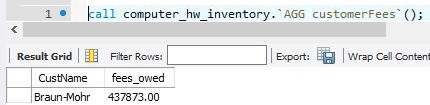 1 call computer_hw_inventory.`AGG customerFees`();
Result Grid Filter Rows: Export: Wrap Cell Content:
CustName fees_owed
Braun-Mohr 437873.00